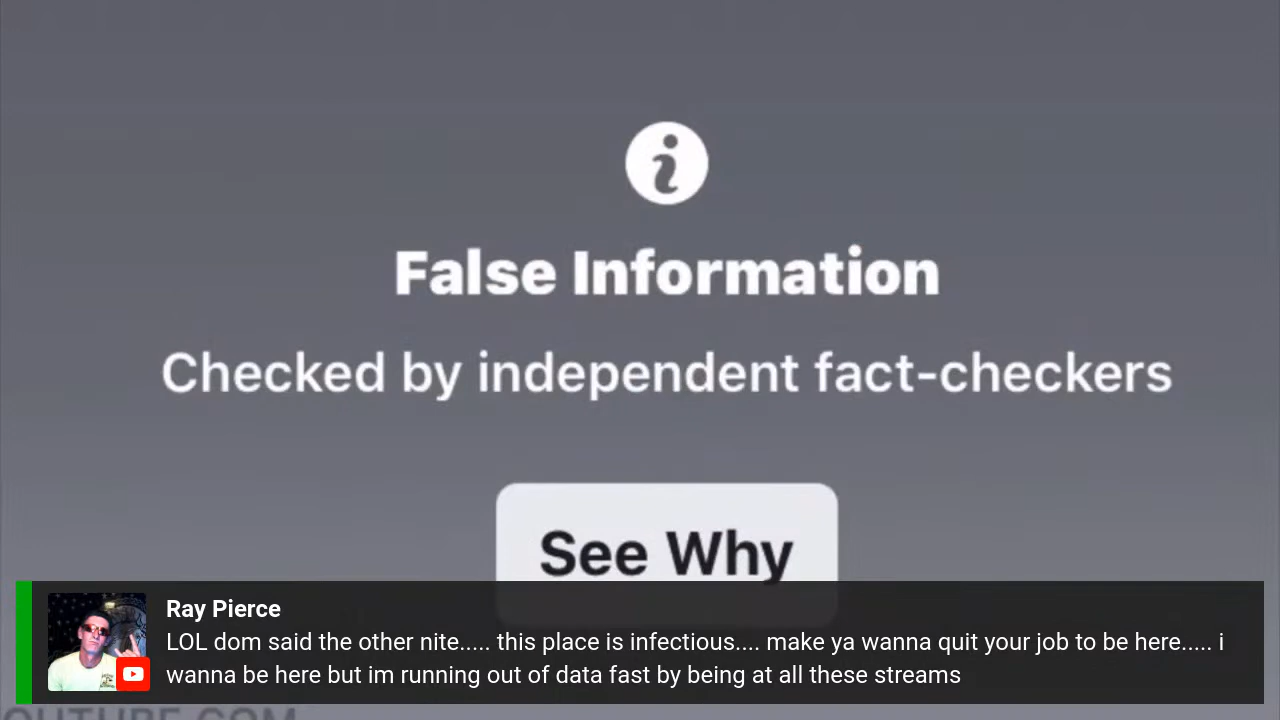 False Information
Checked by independent fact-checkers
See Why
Ray Pierce
LOL dom said the other nite..... this place is infectious.... make ya wanna quit your job to be here..... i
wanna be here but im running out of data fast by being at all these streams
OUTUBE.COM